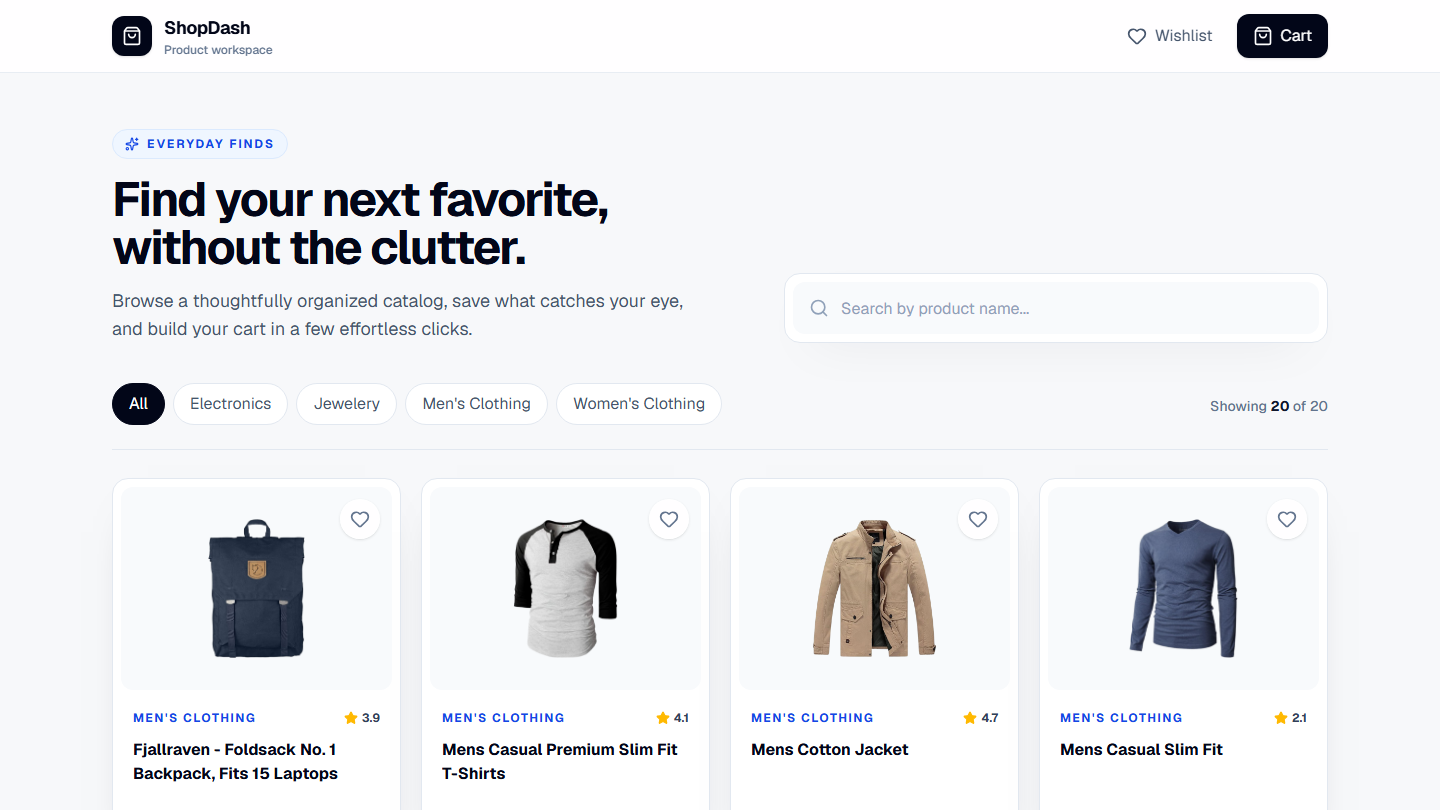 ShopDash
Product workspace
Wishlist
Cart
EVERYDAY FINDS
Find your next favorite,
without the clutter.
Browse a thoughtfully organized catalog, save what catches your eye,
and build your cart in a few effortless clicks.
Search by product name...
All
Electronics
Jewelery
Men's Clothing
Women's Clothing
Showing 20 of 20
MEN'S CLOTHING
3.9
Fjallraven - Foldsack No. 1
Backpack, Fits 15 Laptops
MEN'S CLOTHING
4.1
Mens Casual Premium Slim Fit
T-Shirts
MEN'S CLOTHING
4.7
Mens Cotton Jacket
MEN'S CLOTHING
2.1
Mens Casual Slim Fit